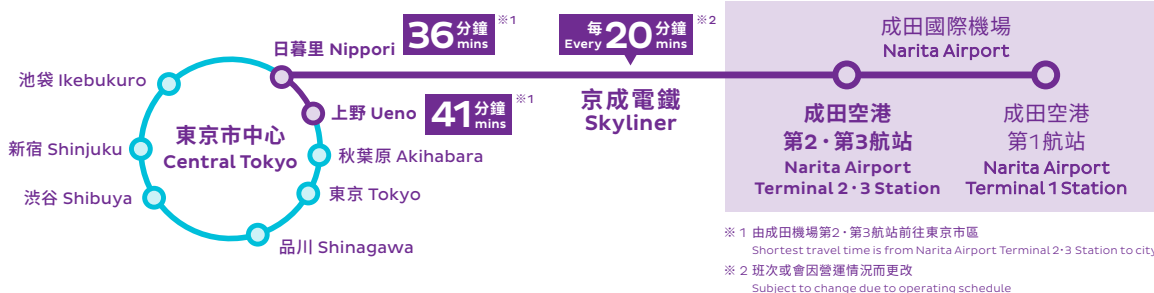 日暮里 Nippori
36 分鐘 mins ※1
每 Every 20 分鐘 mins ※2
成田國際機場
Narita Airport
池袋 Ikebukuro
上野 Ueno
41 分鐘 mins ※1
京成電鐵
Skyliner
成田空港
第2・第3航站
Narita Airport
Terminal 2・3 Station
成田空港
第1航站
Narita Airport
Terminal 1 Station
東京市中心
Central Tokyo
新宿 Shinjuku
秋葉原 Akihabara
渋谷 Shibuya
東京 Tokyo
品川 Shinagawa
※ 1 由成田機場第2・第3航站前往東京市區
Shortest travel time is from Narita Airport Terminal 2・3 Station to city
※ 2 班次或會因營運情況而更改
Subject to change due to operating schedule